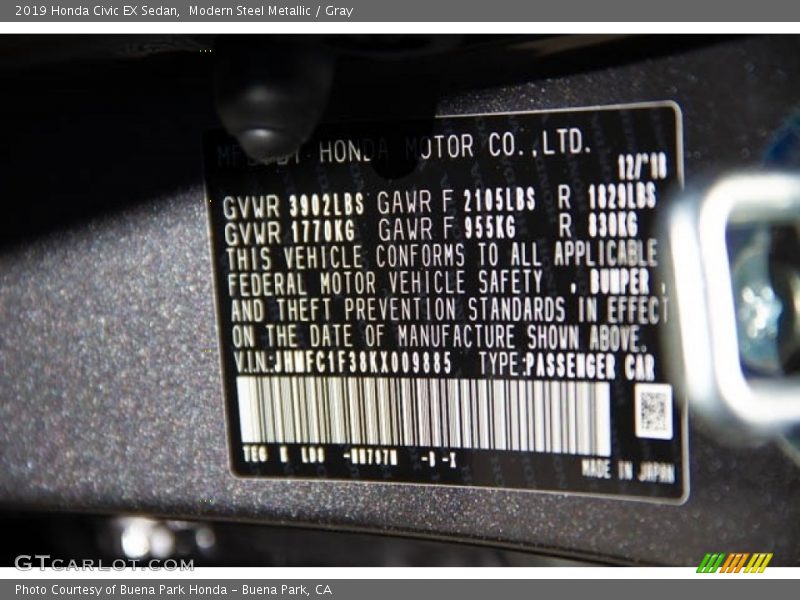 2019 Honda Civic EX Sedan, Modern Steel Metallic / Gray
HONDA MOTOR CO.,LTD.
GVWR 3902LBS GAWR F 2105LBS R 1829LBS
GVWR 1770KG GAWR F 955KG R 830KG
THIS VEHICLE CONFORMS TO ALL APPLICABLE
FEDERAL MOTOR VEHICLE SAFETY , BUMPER ,
AND THEFT PREVENTION STANDARDS IN EFFECT
ON THE DATE OF MANUFACTURE SHOWN ABOVE.
V.I.N:JHMFC1F38KX009885 TYPE:PASSENGER CAR
MADE IN JAPAN
GTCARLOT.COM
Photo Courtesy of Buena Park Honda - Buena Park, CA